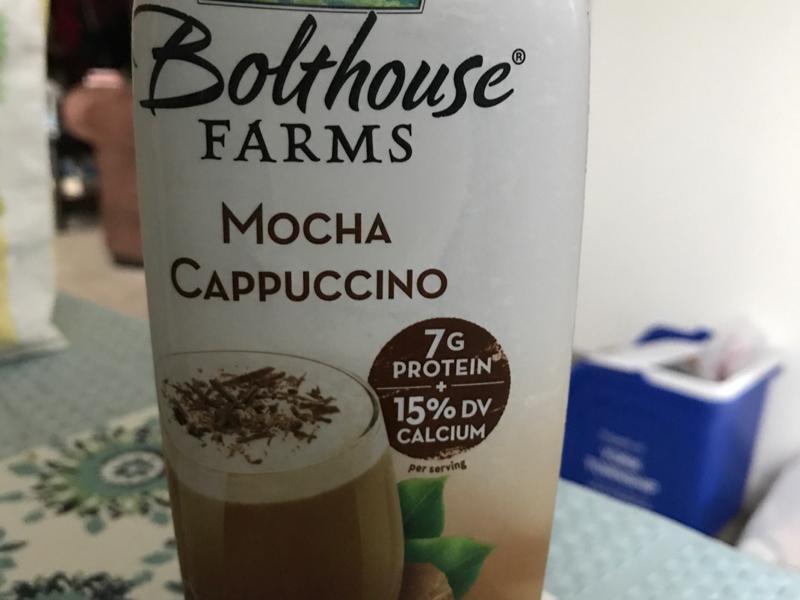 Bolthouse®
FARMS
MOCHA
CAPPUCCINO
7G
PROTEIN
+
15% DV
CALCIUM
per serving